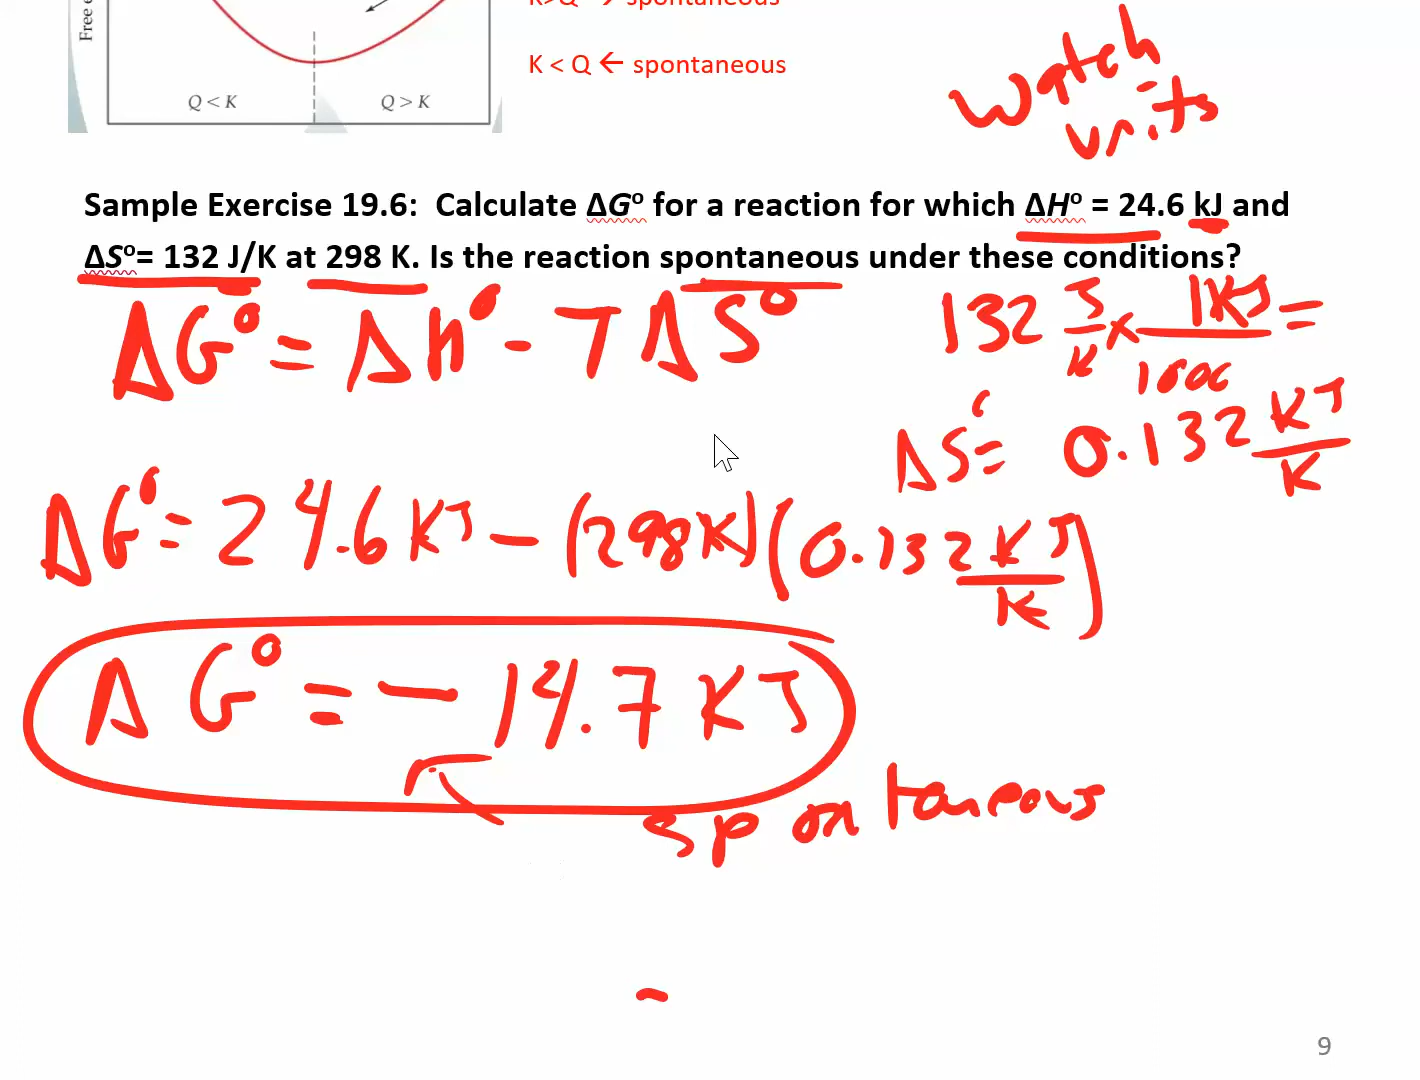 Free e
K>Q → spontaneous
K < Q ← spontaneous
Q < K
Q > K
watch
units
Sample Exercise 19.6: Calculate ΔG° for a reaction for which ΔH° = 24.6 kJ and
ΔS°= 132 J/K at 298 K. Is the reaction spontaneous under these conditions?
ΔG° = ΔH° - TΔS°
132 J/K × 1KJ/1000 =
ΔS° = 0.132 KJ/K
ΔG° = 24.6 KJ - (298K)(0.132 KJ/K)
ΔG° = -14.7 KJ
spontaneous
9